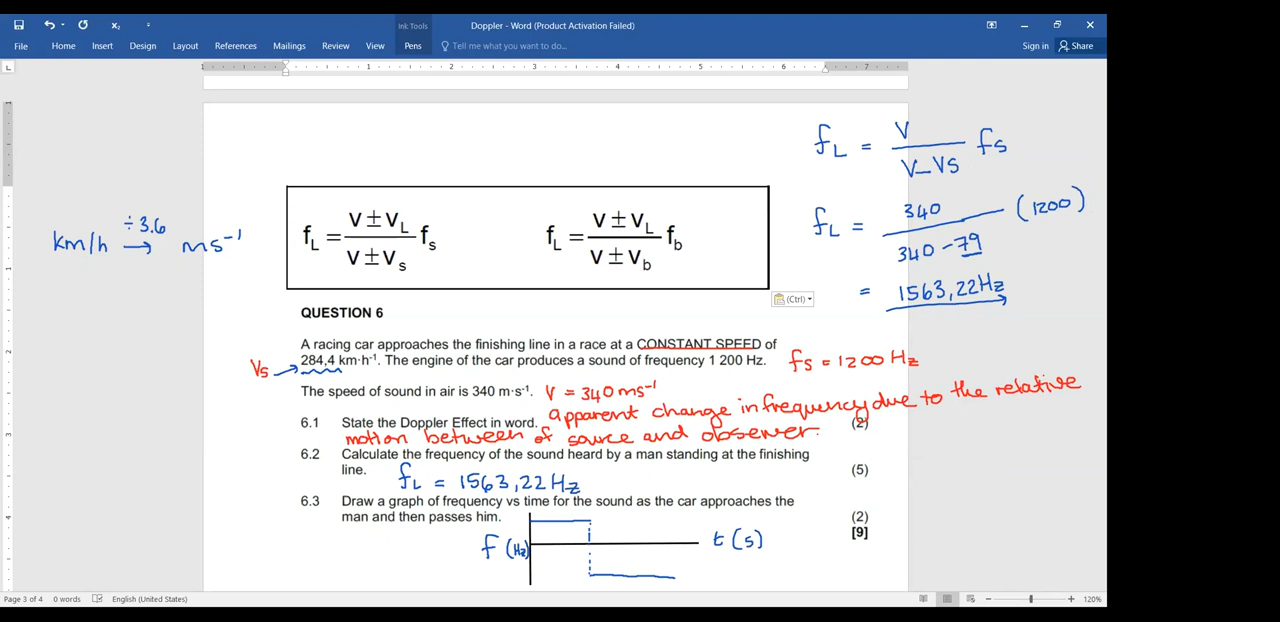 Ink Tools
Doppler - Word (Product Activation Failed)
File Home Insert Design Layout References Mailings Review View Pens Tell me what you want to do... Sign in Share
1 1 2 3 4 5 6 7
fL = V / V-Vs fs
fL = 340 / 340 - 79 (1200)
= 1563,22Hz
km/h ÷ 3.6 → ms⁻¹
fL = v ± vL / v ± vs fs
fL = v ± vL / v ± vb fb
(Ctrl)
QUESTION 6
A racing car approaches the finishing line in a race at a CONSTANT SPEED of
Vs → 284,4 km·h⁻¹. The engine of the car produces a sound of frequency 1 200 Hz. fs = 1200 Hz
The speed of sound in air is 340 m·s⁻¹. V = 340 ms⁻¹
6.1 State the Doppler Effect in word. (2)
apparent change in frequency due to the relative
motion between of source and observer.
6.2 Calculate the frequency of the sound heard by a man standing at the finishing
line. (5)
fL = 1563,22 Hz
6.3 Draw a graph of frequency vs time for the sound as the car approaches the
man and then passes him. (2)
[9]
f (Hz) t (s)
Page 3 of 4 0 words English (United States) 120%